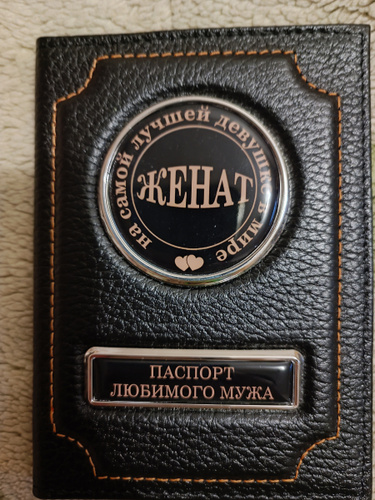 на самой лучшей девушке в мире
ЖЕНАТ
ПАСПОРТ
ЛЮБИМОГО МУЖА